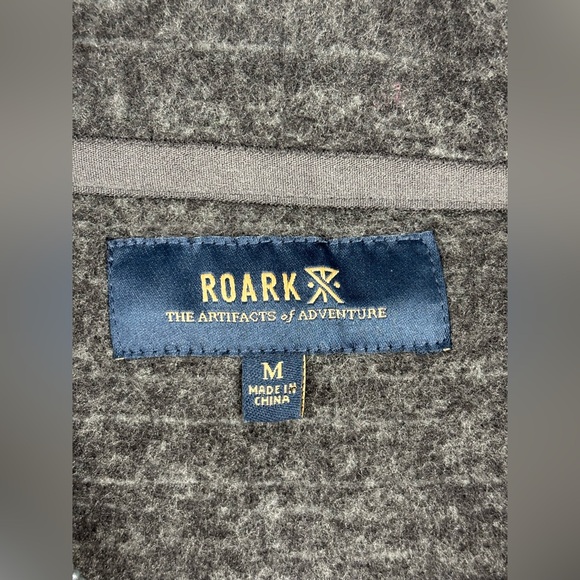 ROARK
THE ARTIFACTS of ADVENTURE
M
MADE IN
CHINA